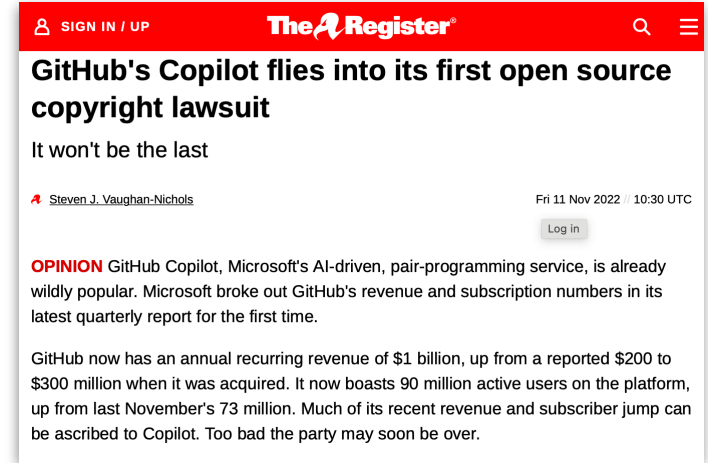 SIGN IN / UP
The Register®
GitHub's Copilot flies into its first open source
copyright lawsuit
It won't be the last
Steven J. Vaughan-Nichols
Fri 11 Nov 2022 // 10:30 UTC
Log in
OPINION GitHub Copilot, Microsoft's AI-driven, pair-programming service, is already
wildly popular. Microsoft broke out GitHub's revenue and subscription numbers in its
latest quarterly report for the first time.
GitHub now has an annual recurring revenue of $1 billion, up from a reported $200 to
$300 million when it was acquired. It now boasts 90 million active users on the platform,
up from last November's 73 million. Much of its recent revenue and subscriber jump can
be ascribed to Copilot. Too bad the party may soon be over.